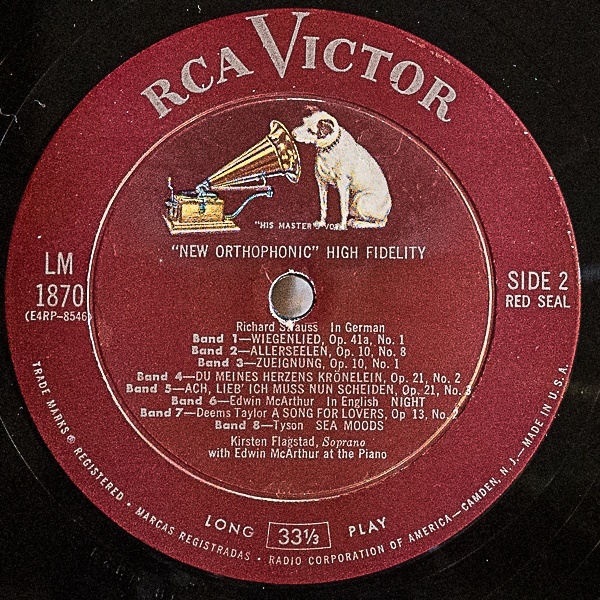 RCA VICTOR
"HIS MASTER'S VOICE"
"NEW ORTHOPHONIC" HIGH FIDELITY
LM
1870
(E4RP-8546)
SIDE 2
RED SEAL
Richard Strauss In German
Band 1—WIEGENLIED, Op. 41a, No. 1
Band 2—ALLERSEELEN, Op. 10, No. 8
Band 3—ZUEIGNUNG, Op. 10, No. 1
Band 4—DU MEINES HERZENS KRÖNELEIN, Op. 21, No. 2
Band 5—ACH, LIEB' ICH MUSS NUN SCHEIDEN, Op. 21, No. 3
Band 6—Edwin McArthur In English NIGHT
Band 7—Deems Taylor A SONG FOR LOVERS, Op 13, No. 2
Band 8—Tyson SEA MOODS
Kirsten Flagstad, Soprano
with Edwin McArthur at the Piano
LONG 33⅓ PLAY
TRADE MARKS ® REGISTERED • MARCAS REGISTRADAS • RADIO CORPORATION OF AMERICA—CAMDEN, N. J.—MADE IN U.S.A.